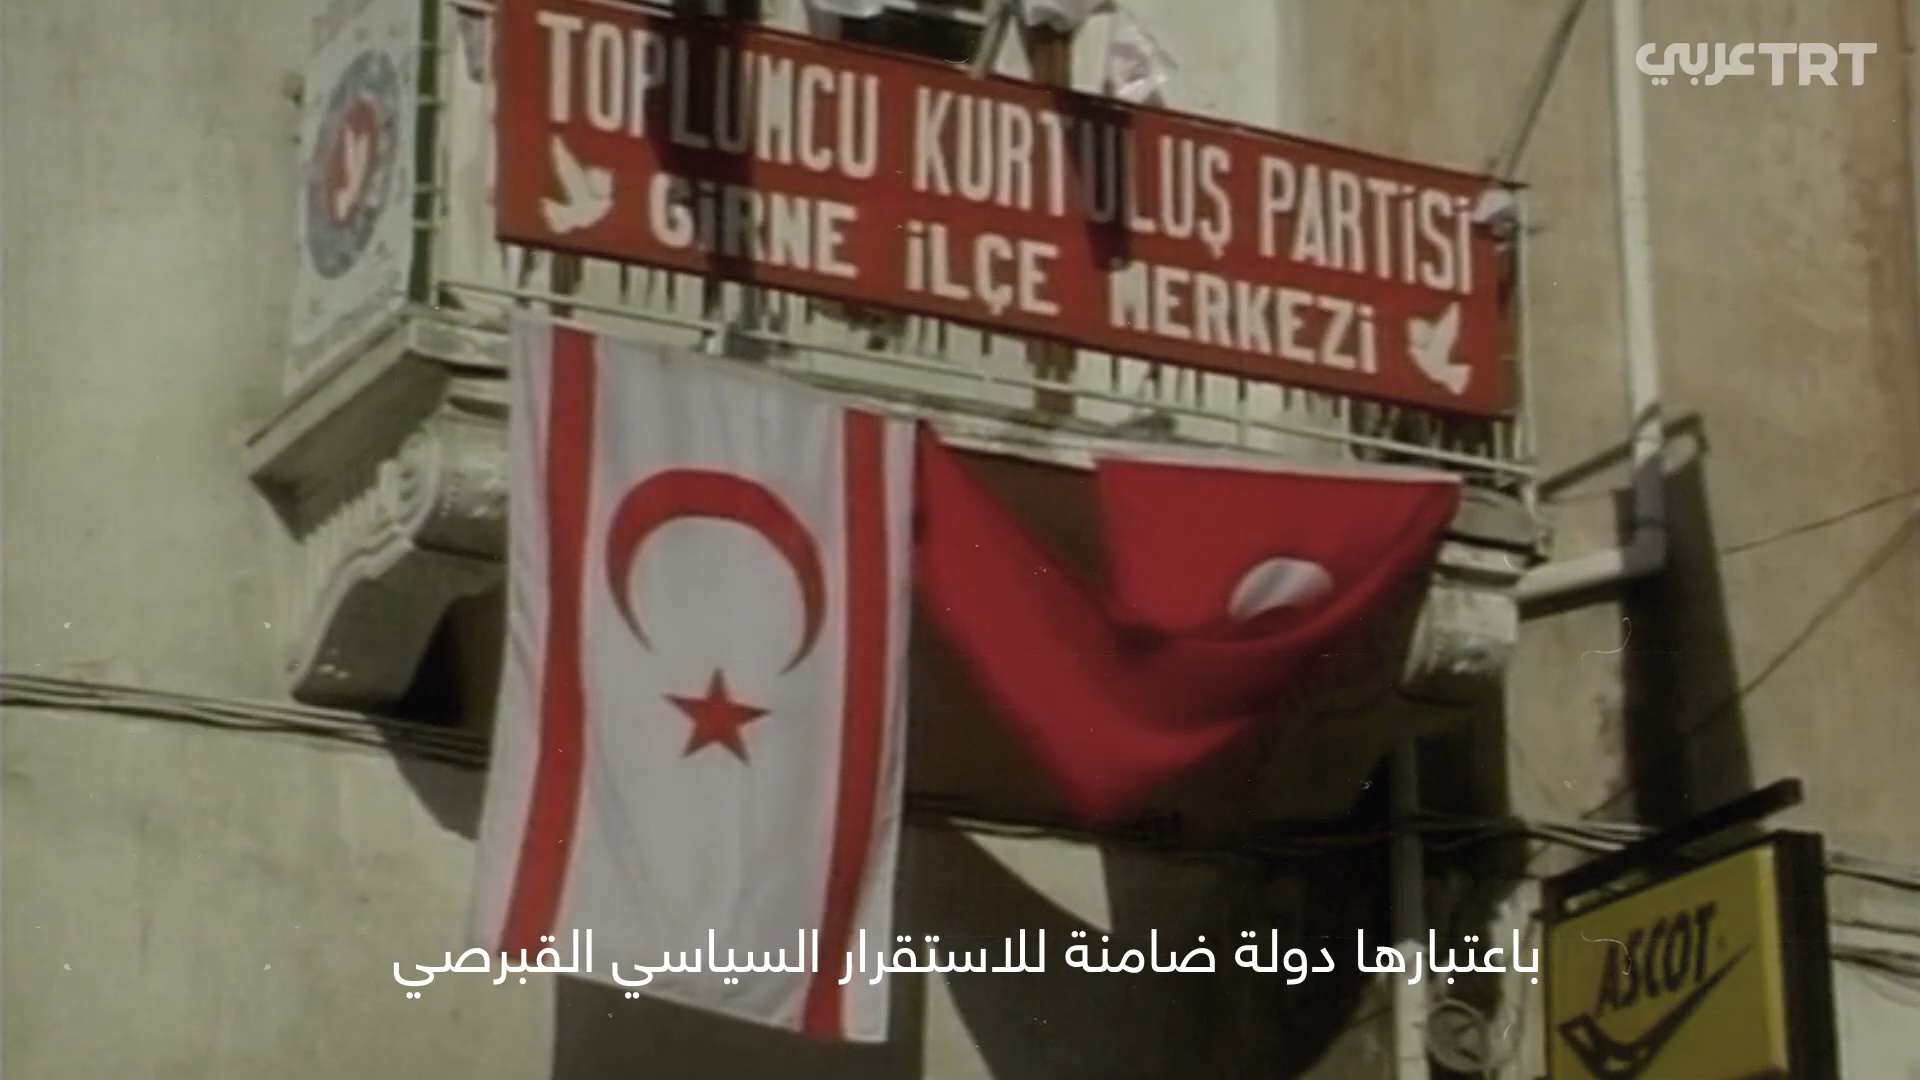 TRT عربي
TOPLUMCU KURTULUŞ PARTİSİ
GİRNE İLÇE MERKEZİ
باعتبارها دولة ضامنة للاستقرار السياسي القبرصي
ASCOT